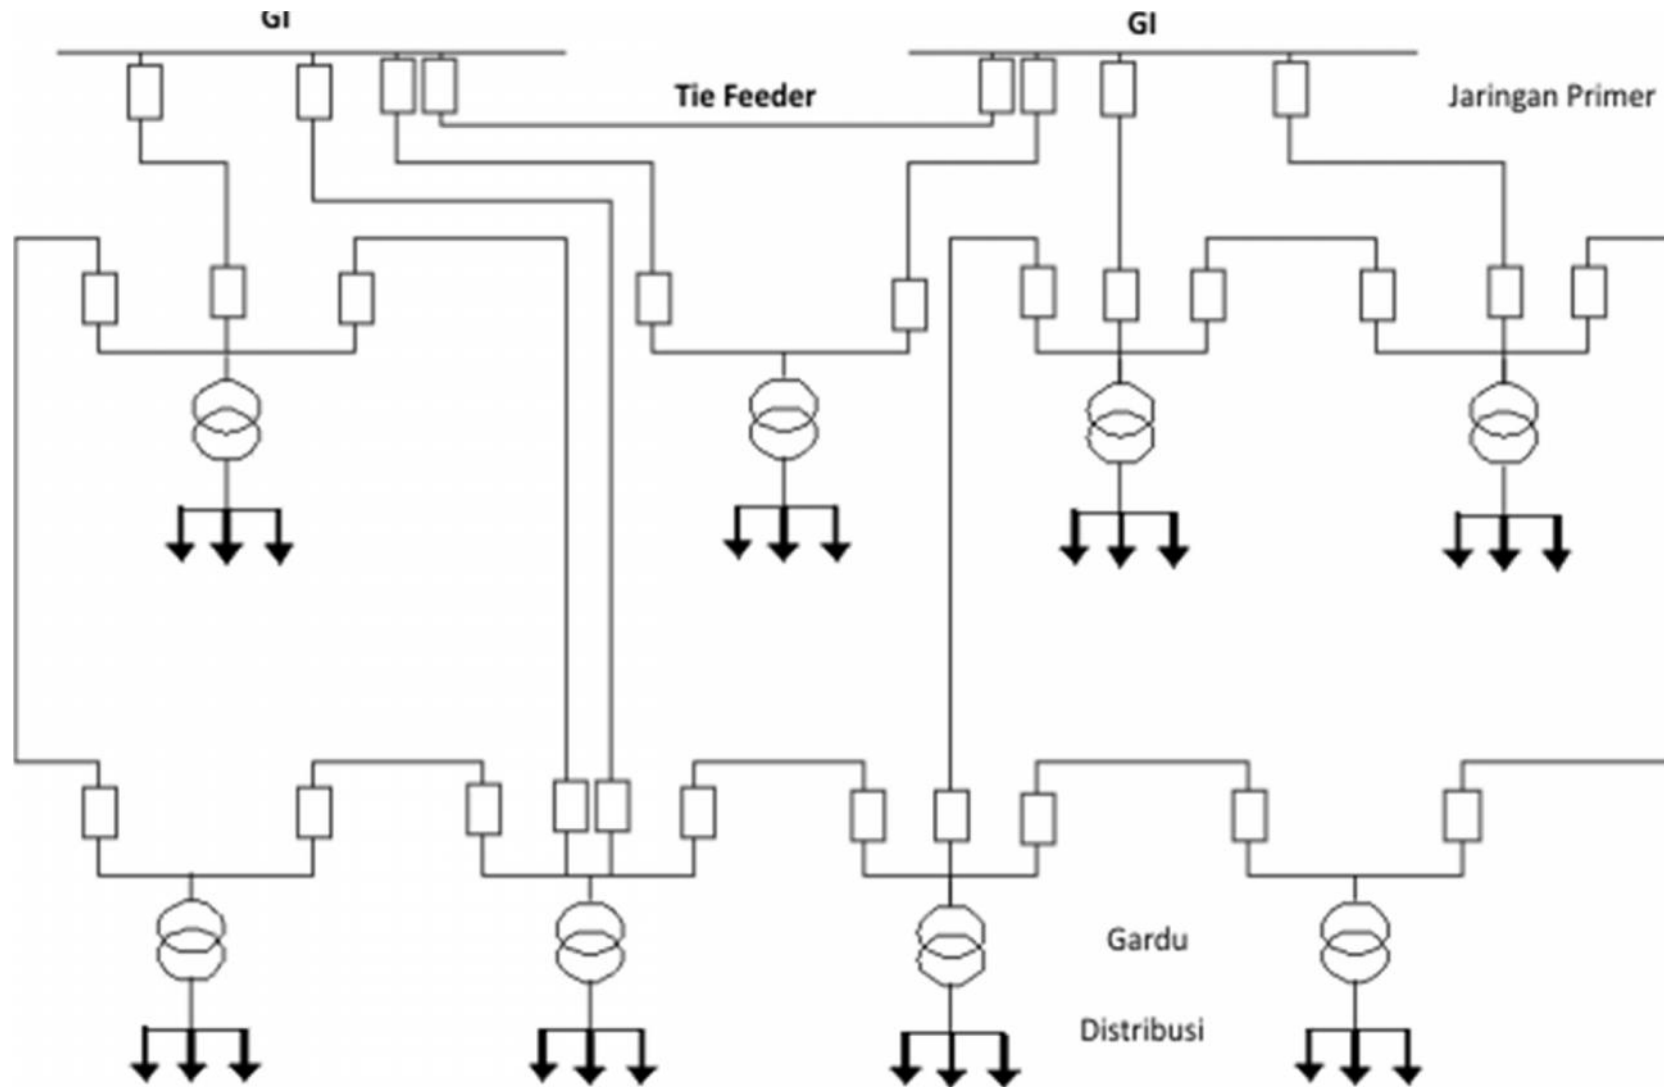 GI
GI
Tie Feeder
Jaringan Primer
Gardu
Distribusi